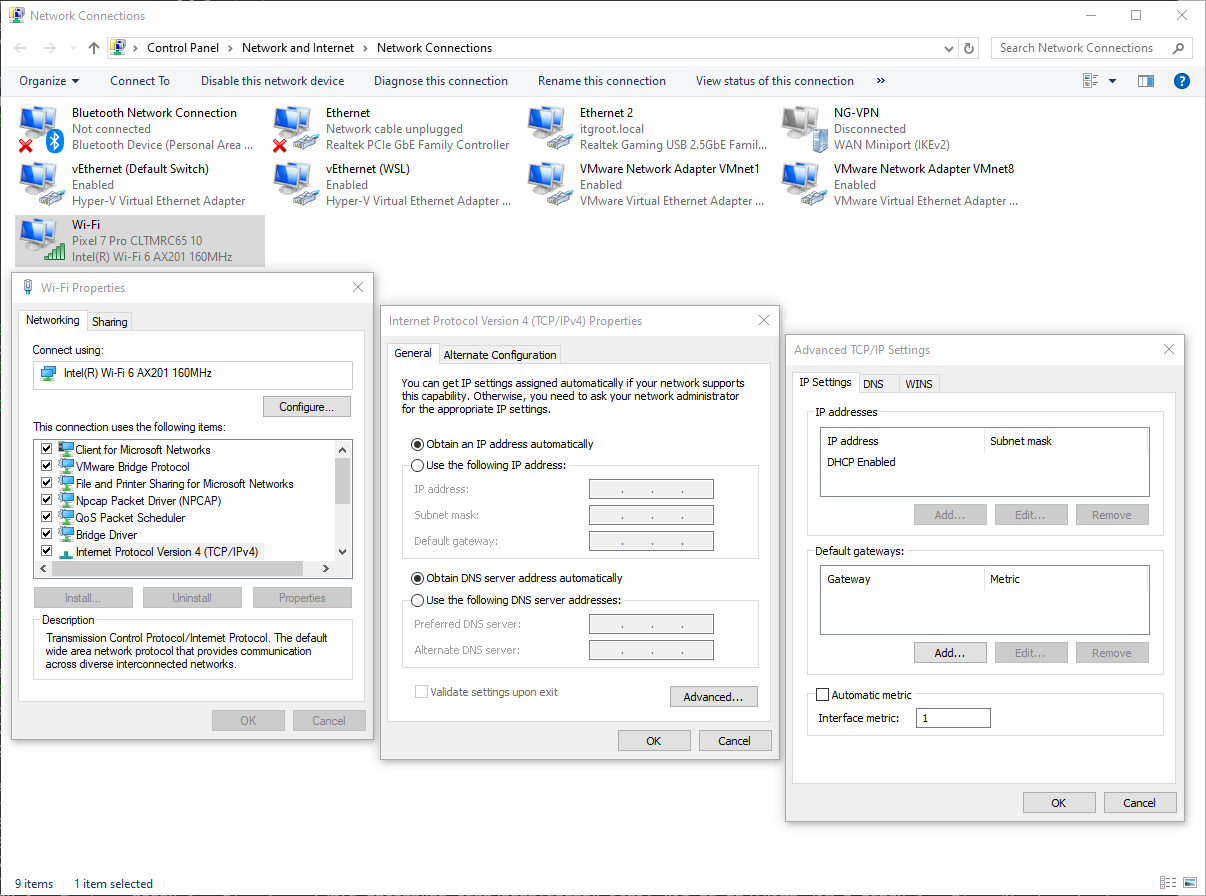 Network Connections
Control Panel > Network and Internet > Network Connections
Search Network Connections
Organize Connect To Disable this network device Diagnose this connection Rename this connection View status of this connection »
Bluetooth Network Connection
Not connected
Bluetooth Device (Personal Area ...
Ethernet
Network cable unplugged
Realtek PCIe GbE Family Controller
Ethernet 2
itgroot.local
Realtek Gaming USB 2.5GbE Famil...
NG-VPN
Disconnected
WAN Miniport (IKEv2)
vEthernet (Default Switch)
Enabled
Hyper-V Virtual Ethernet Adapter
vEthernet (WSL)
Enabled
Hyper-V Virtual Ethernet Adapter ...
VMware Network Adapter VMnet1
Enabled
VMware Virtual Ethernet Adapter ...
VMware Network Adapter VMnet8
Enabled
VMware Virtual Ethernet Adapter ...
Wi-Fi
Pixel 7 Pro CLTMRC65 10
Intel(R) Wi-Fi 6 AX201 160MHz
Wi-Fi Properties
Networking Sharing
Connect using:
Intel(R) Wi-Fi 6 AX201 160MHz
Configure...
This connection uses the following items:
Client for Microsoft Networks
VMware Bridge Protocol
File and Printer Sharing for Microsoft Networks
Npcap Packet Driver (NPCAP)
QoS Packet Scheduler
Bridge Driver
Internet Protocol Version 4 (TCP/IPv4)
Install... Uninstall Properties
Description
Transmission Control Protocol/Internet Protocol. The default
wide area network protocol that provides communication
across diverse interconnected networks.
OK Cancel
Internet Protocol Version 4 (TCP/IPv4) Properties
General Alternate Configuration
You can get IP settings assigned automatically if your network supports
this capability. Otherwise, you need to ask your network administrator
for the appropriate IP settings.
Obtain an IP address automatically
Use the following IP address:
IP address: . . .
Subnet mask: . . .
Default gateway: . . .
Obtain DNS server address automatically
Use the following DNS server addresses:
Preferred DNS server: . . .
Alternate DNS server: . . .
Validate settings upon exit
Advanced...
OK Cancel
Advanced TCP/IP Settings
IP Settings DNS WINS
IP addresses
IP address Subnet mask
DHCP Enabled
Add... Edit... Remove
Default gateways:
Gateway Metric
Add... Edit... Remove
Automatic metric
Interface metric: 1
OK Cancel
9 items 1 item selected